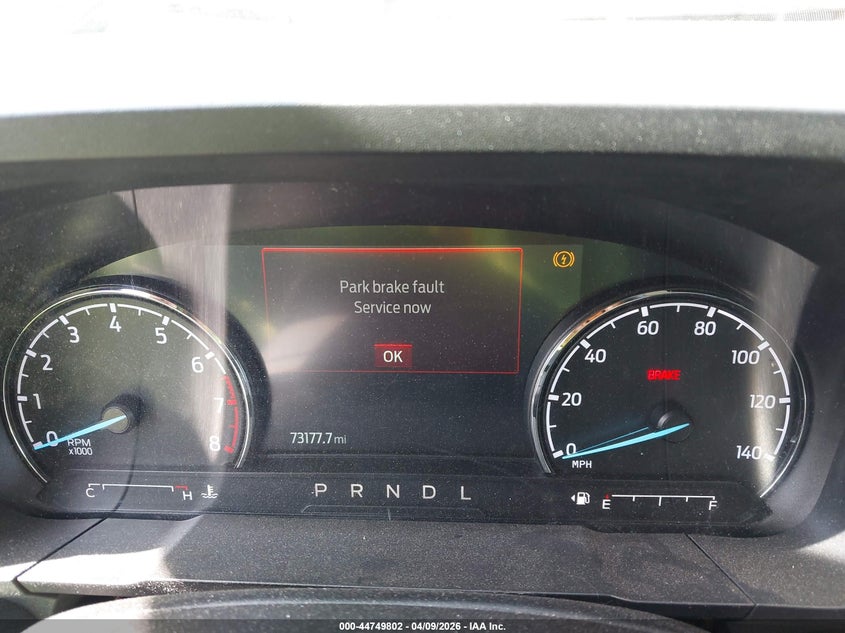 Park brake fault
Service now
OK
73177.7 mi
0 1 2 3 4 5 6 7 8
RPM
x1000
0 20 40 60 80 100 120 140
BRAKE
MPH
C H
P R N D L
E F
000-44749802 - 04/09/2026 - IAA Inc.